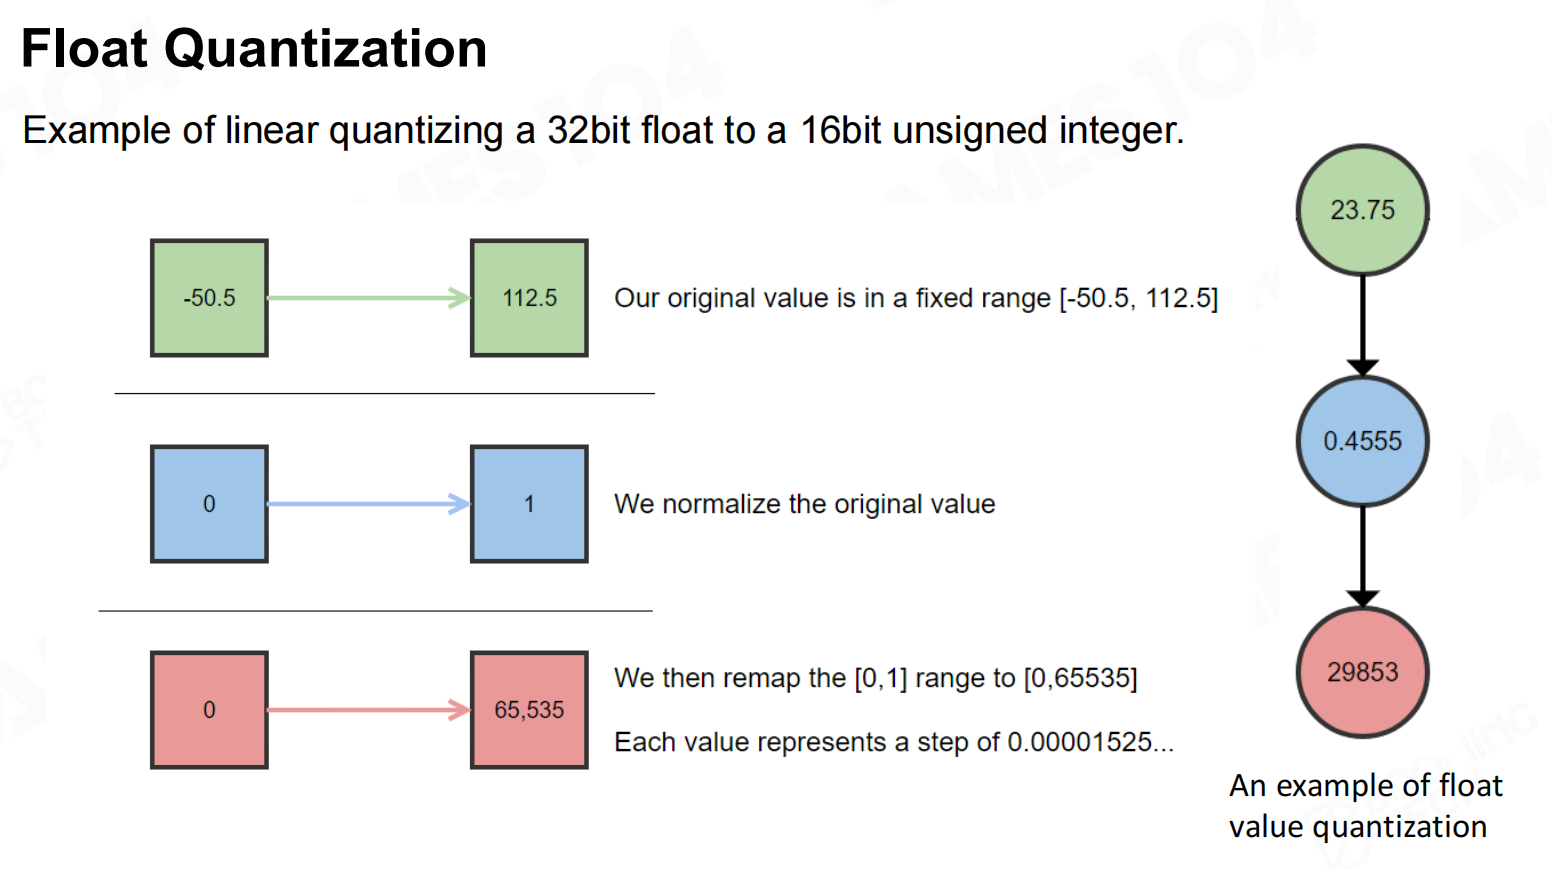 Float Quantization
Example of linear quantizing a 32bit float to a 16bit unsigned integer.
-50.5
112.5
Our original value is in a fixed range [-50.5, 112.5]
0
1
We normalize the original value
0
65,535
We then remap the [0,1] range to [0,65535]
Each value represents a step of 0.00001525...
23.75
0.4555
29853
An example of float
value quantization